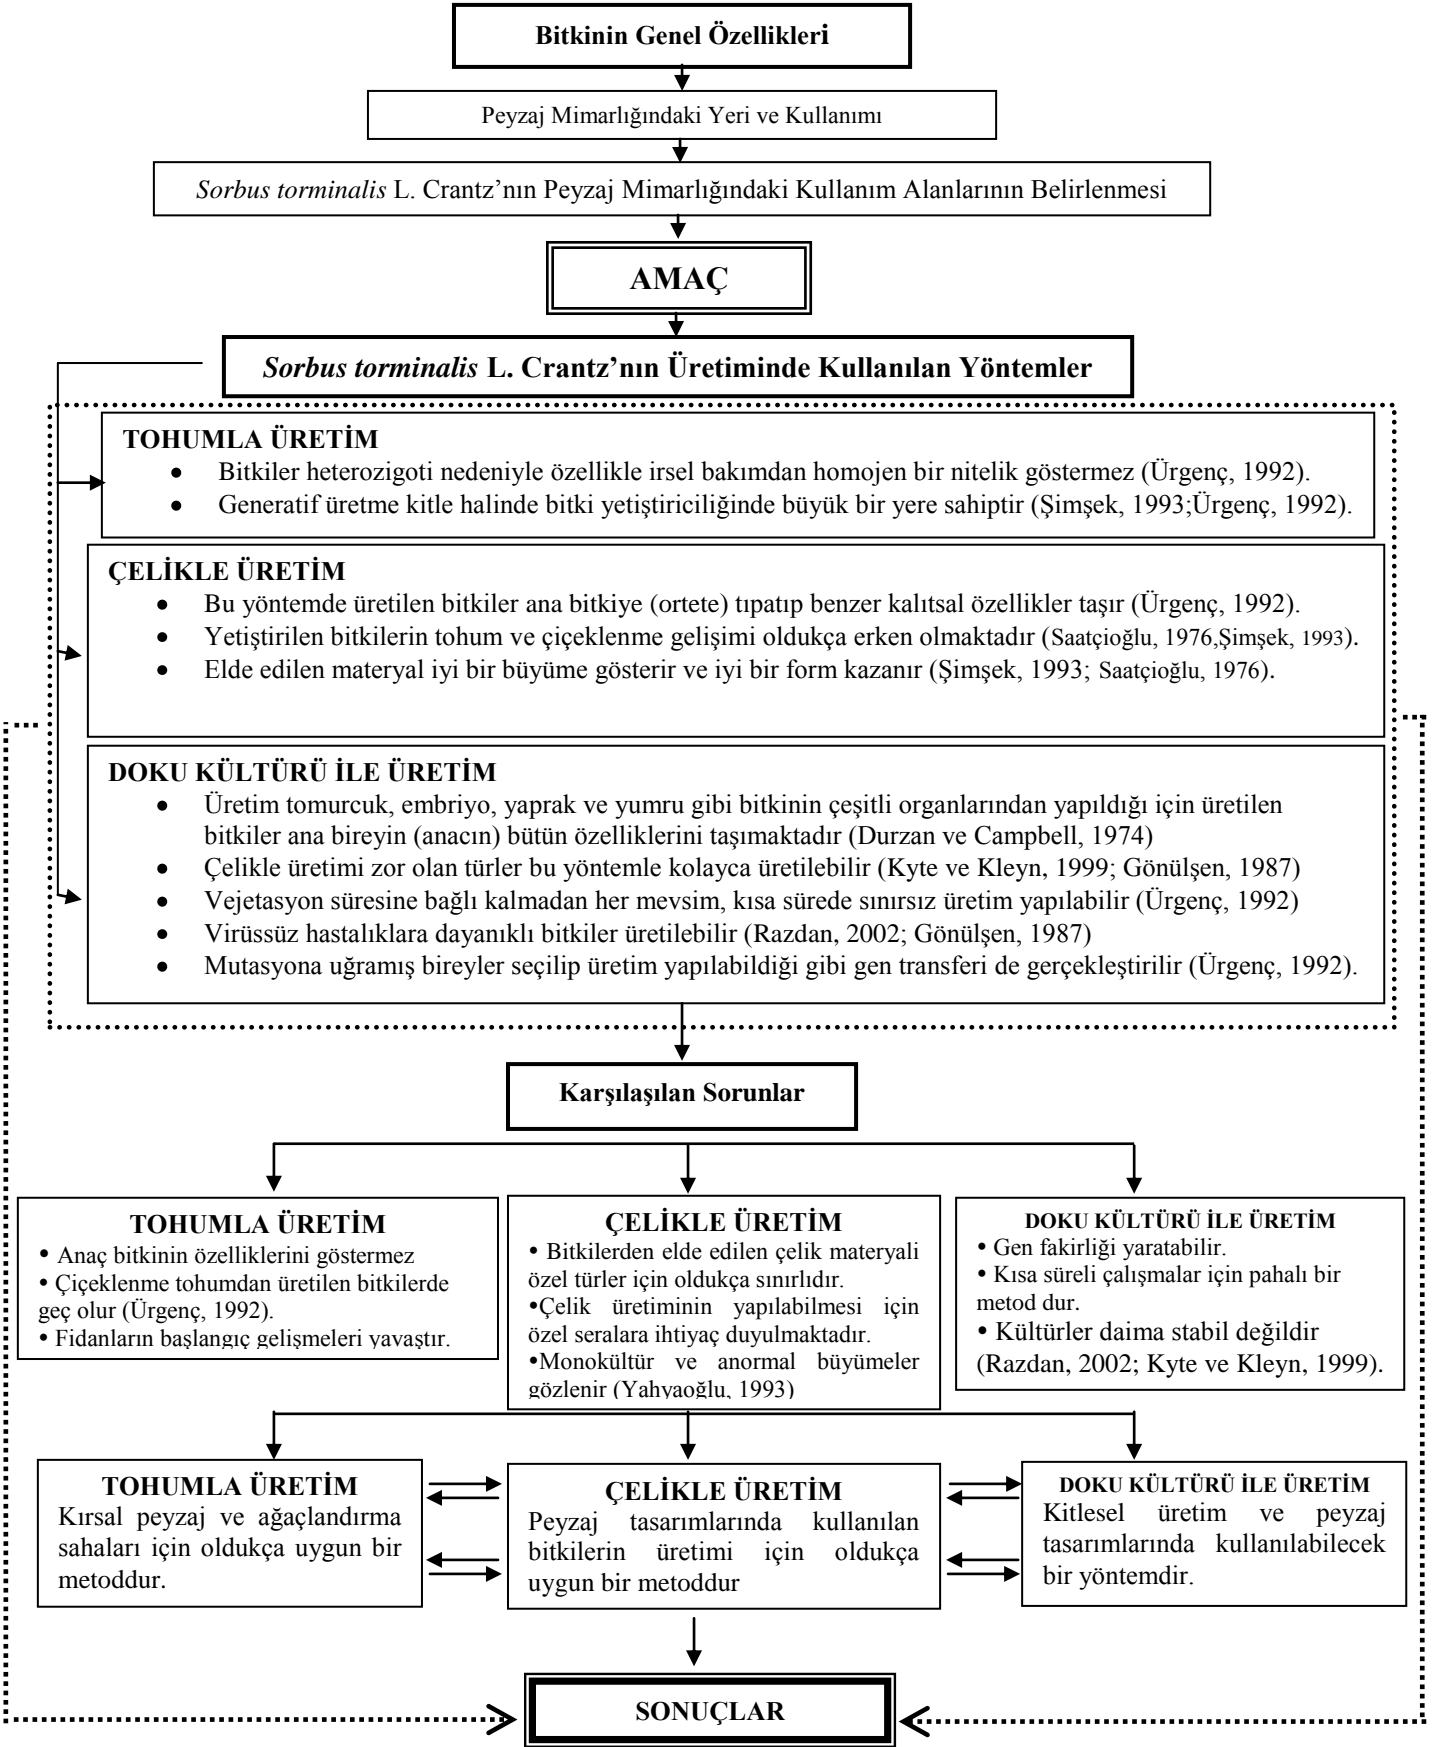 Bitkinin Genel Özellikleri
Peyzaj Mimarlığındaki Yeri ve Kullanımı
Sorbus torminalis L. Crantz’nın Peyzaj Mimarlığındaki Kullanım Alanlarının Belirlenmesi
AMAÇ
Sorbus torminalis L. Crantz’nın Üretiminde Kullanılan Yöntemler
TOHUMLA ÜRETİM
• Bitkiler heterozigoti nedeniyle özellikle irsel bakımdan homojen bir nitelik göstermez (Ürgenç, 1992).
• Generatif üretme kitle halinde bitki yetiştiriciliğinde büyük bir yere sahiptir (Şimşek, 1993;Ürgenç, 1992).
ÇELİKLE ÜRETİM
• Bu yöntemde üretilen bitkiler ana bitkiye (ortete) tıpatıp benzer kalıtsal özellikler taşır (Ürgenç, 1992).
• Yetiştirilen bitkilerin tohum ve çiçeklenme gelişimi oldukça erken olmaktadır (Saatçioğlu, 1976,Şimşek, 1993).
• Elde edilen materyal iyi bir büyüme gösterir ve iyi bir form kazanır (Şimşek, 1993; Saatçioğlu, 1976).
DOKU KÜLTÜRÜ İLE ÜRETİM
• Üretim tomurcuk, embriyo, yaprak ve yumru gibi bitkinin çeşitli organlarından yapıldığı için üretilen
bitkiler ana bireyin (anacın) bütün özelliklerini taşımaktadır (Durzan ve Campbell, 1974)
• Çelikle üretimi zor olan türler bu yöntemle kolayca üretilebilir (Kyte ve Kleyn, 1999; Gönülşen, 1987)
• Vejetasyon süresine bağlı kalmadan her mevsim, kısa sürede sınırsız üretim yapılabilir (Ürgenç, 1992)
• Virüssüz hastalıklara dayanıklı bitkiler üretilebilir (Razdan, 2002; Gönülşen, 1987)
• Mutasyona uğramış bireyler seçilip üretim yapılabildiği gibi gen transferi de gerçekleştirilir (Ürgenç, 1992).
Karşılaşılan Sorunlar
TOHUMLA ÜRETİM
• Anaç bitkinin özelliklerini göstermez
• Çiçeklenme tohumdan üretilen bitkilerde
geç olur (Ürgenç, 1992).
• Fidanların başlangıç gelişmeleri yavaştır.
ÇELİKLE ÜRETİM
• Bitkilerden elde edilen çelik materyali
özel türler için oldukça sınırlıdır.
•Çelik üretiminin yapılabilmesi için
özel seralara ihtiyaç duyulmaktadır.
•Monokültür ve anormal büyümeler
gözlenir (Yahyaoğlu, 1993)
DOKU KÜLTÜRÜ İLE ÜRETİM
• Gen fakirliği yaratabilir.
• Kısa süreli çalışmalar için pahalı bir
metod dur.
• Kültürler daima stabil değildir
(Razdan, 2002; Kyte ve Kleyn, 1999).
TOHUMLA ÜRETİM
Kırsal peyzaj ve ağaçlandırma
sahaları için oldukça uygun bir
metoddur.
ÇELİKLE ÜRETİM
Peyzaj tasarımlarında kullanılan
bitkilerin üretimi için oldukça
uygun bir metoddur
DOKU KÜLTÜRÜ İLE ÜRETİM
Kitlesel üretim ve peyzaj
tasarımlarında kullanılabilecek
bir yöntemdir.
SONUÇLAR